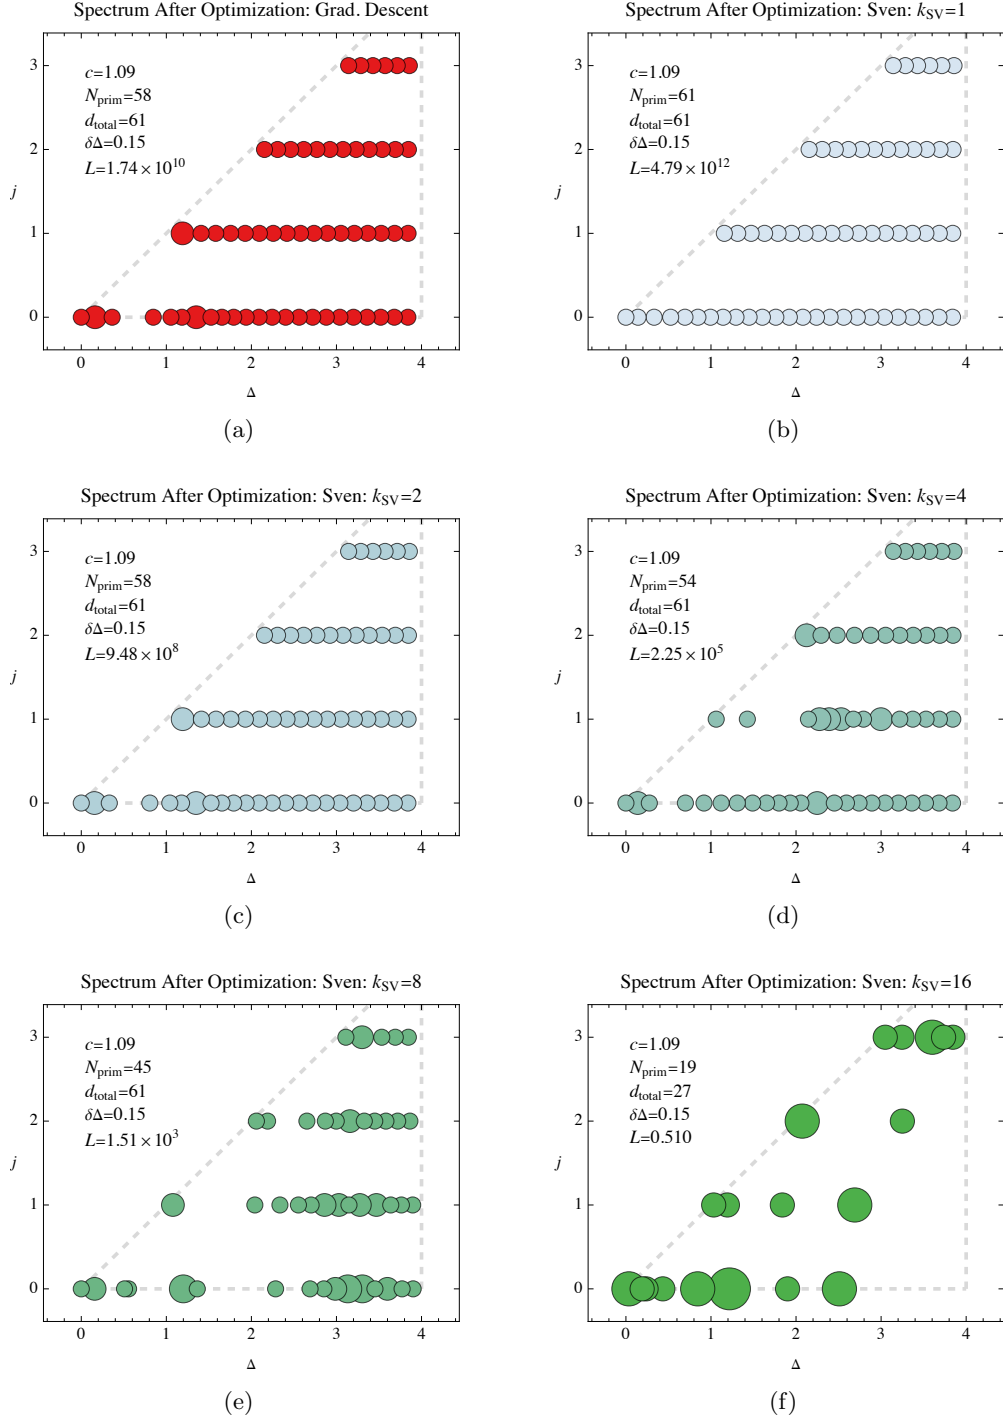 Spectrum After Optimization: Grad. Descent
c=1.09
N_prim=58
d_total=61
δΔ=0.15
L=1.74×10^10
j
3
2
1
0
0 1 2 3 4
Δ
(a)
Spectrum After Optimization: Sven: k_SV=1
c=1.09
N_prim=61
d_total=61
δΔ=0.15
L=4.79×10^12
j
3
2
1
0
0 1 2 3 4
Δ
(b)
Spectrum After Optimization: Sven: k_SV=2
c=1.09
N_prim=58
d_total=61
δΔ=0.15
L=9.48×10^8
j
3
2
1
0
0 1 2 3 4
Δ
(c)
Spectrum After Optimization: Sven: k_SV=4
c=1.09
N_prim=54
d_total=61
δΔ=0.15
L=2.25×10^5
j
3
2
1
0
0 1 2 3 4
Δ
(d)
Spectrum After Optimization: Sven: k_SV=8
c=1.09
N_prim=45
d_total=61
δΔ=0.15
L=1.51×10^3
j
3
2
1
0
0 1 2 3 4
Δ
(e)
Spectrum After Optimization: Sven: k_SV=16
c=1.09
N_prim=19
d_total=27
δΔ=0.15
L=0.510
j
3
2
1
0
0 1 2 3 4
Δ
(f)